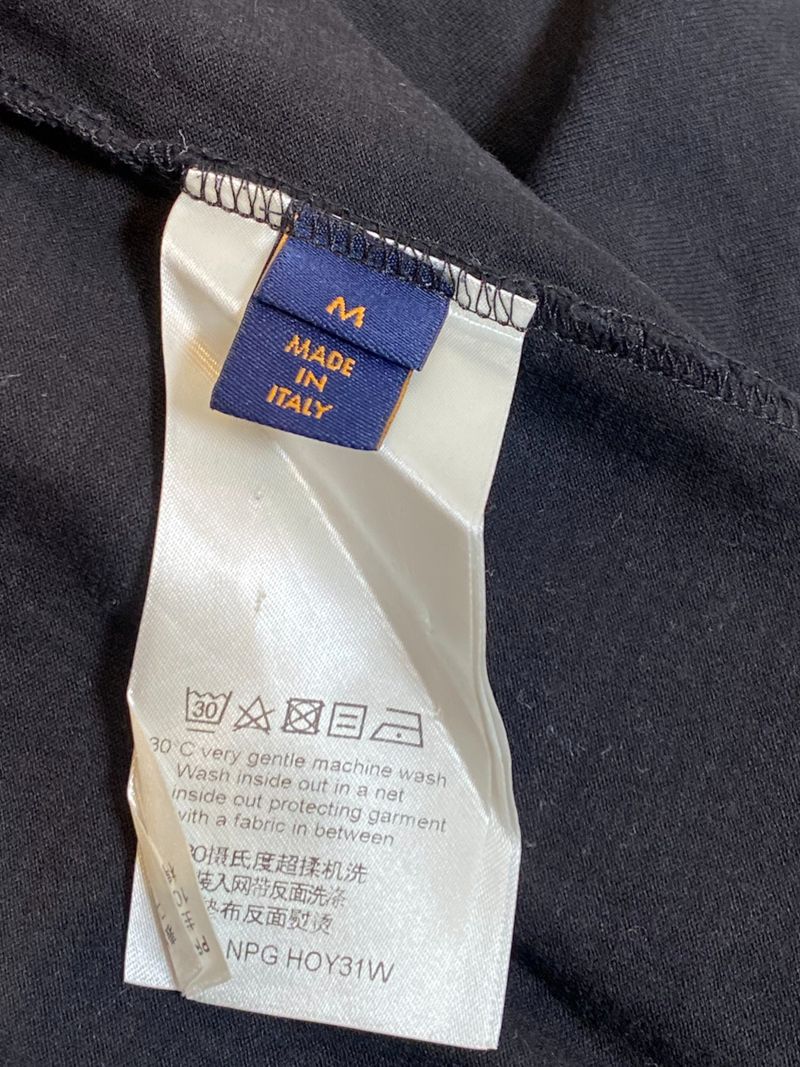 M
MADE
IN
ITALY
30
30°C very gentle machine wash
Wash inside out in a net
inside out protecting garment
with a fabric in between
30摄氏度超揉机洗
装入网带反面洗涤
垫布反面熨烫
NPG HOY31W